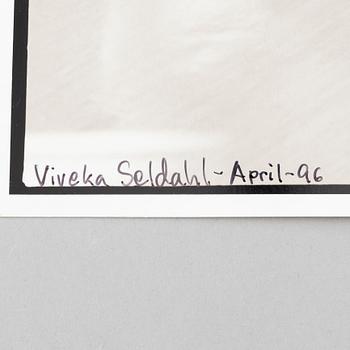 Viveka Seldahl - April - 96